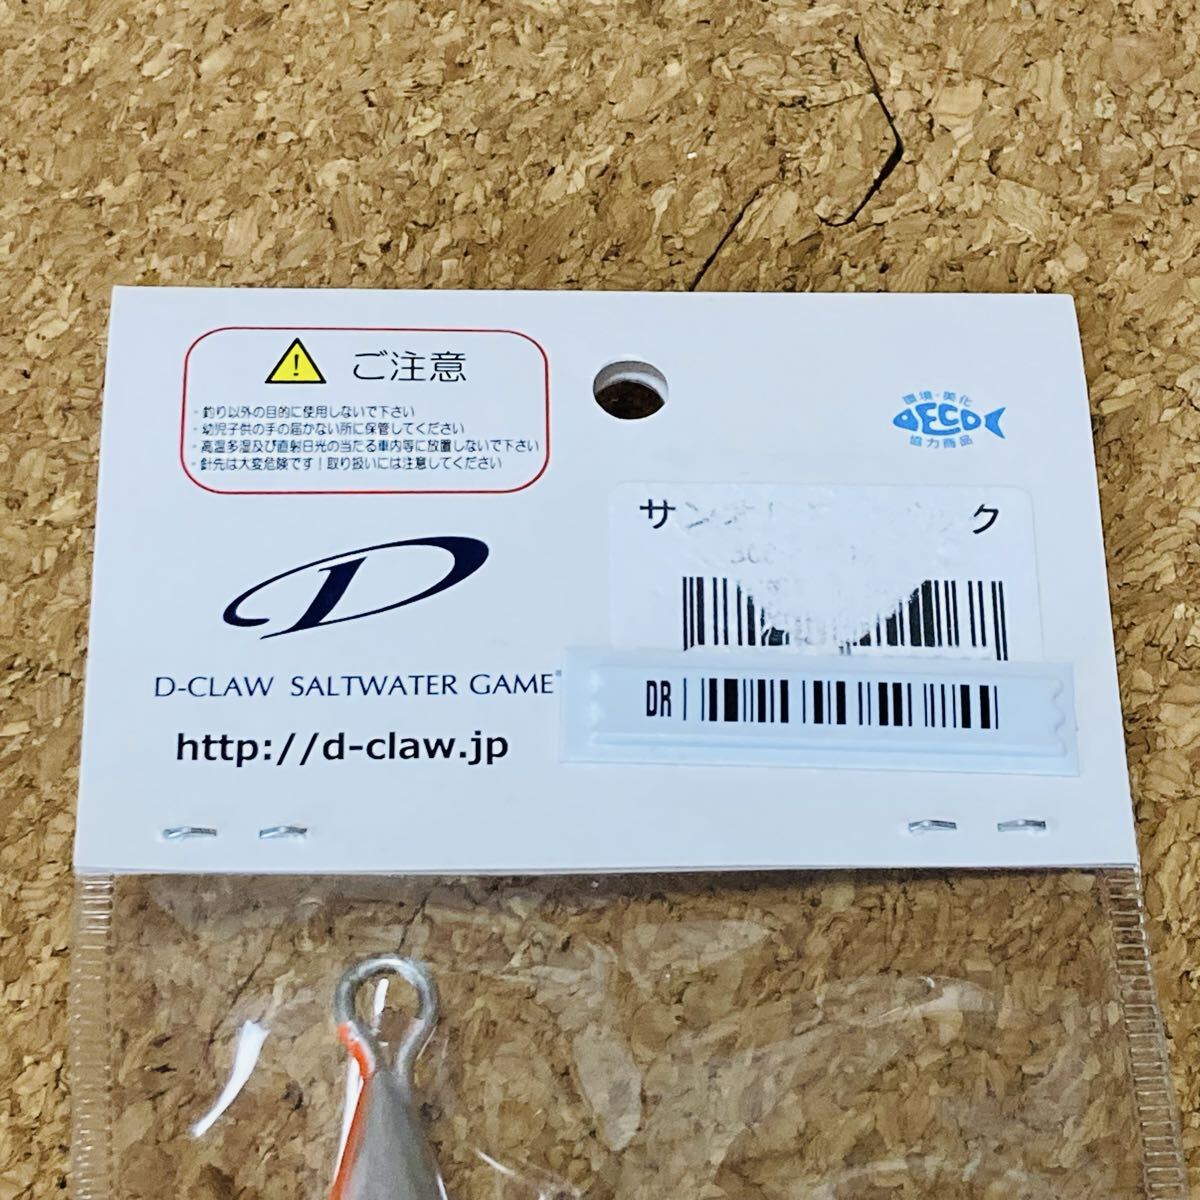 ご注意
・釣り以外の目的に使用しないで下さい
・幼児子供の手の届かない所に保管してください
・高温多湿及び直射日光の当たる車内等に放置しないで下さい
・針先は大変危険です！取り扱いには注意してください
環境・美化
ECO
協力商品
サ
ク
DR
D-CLAW SALTWATER GAME
http://d-claw.jp